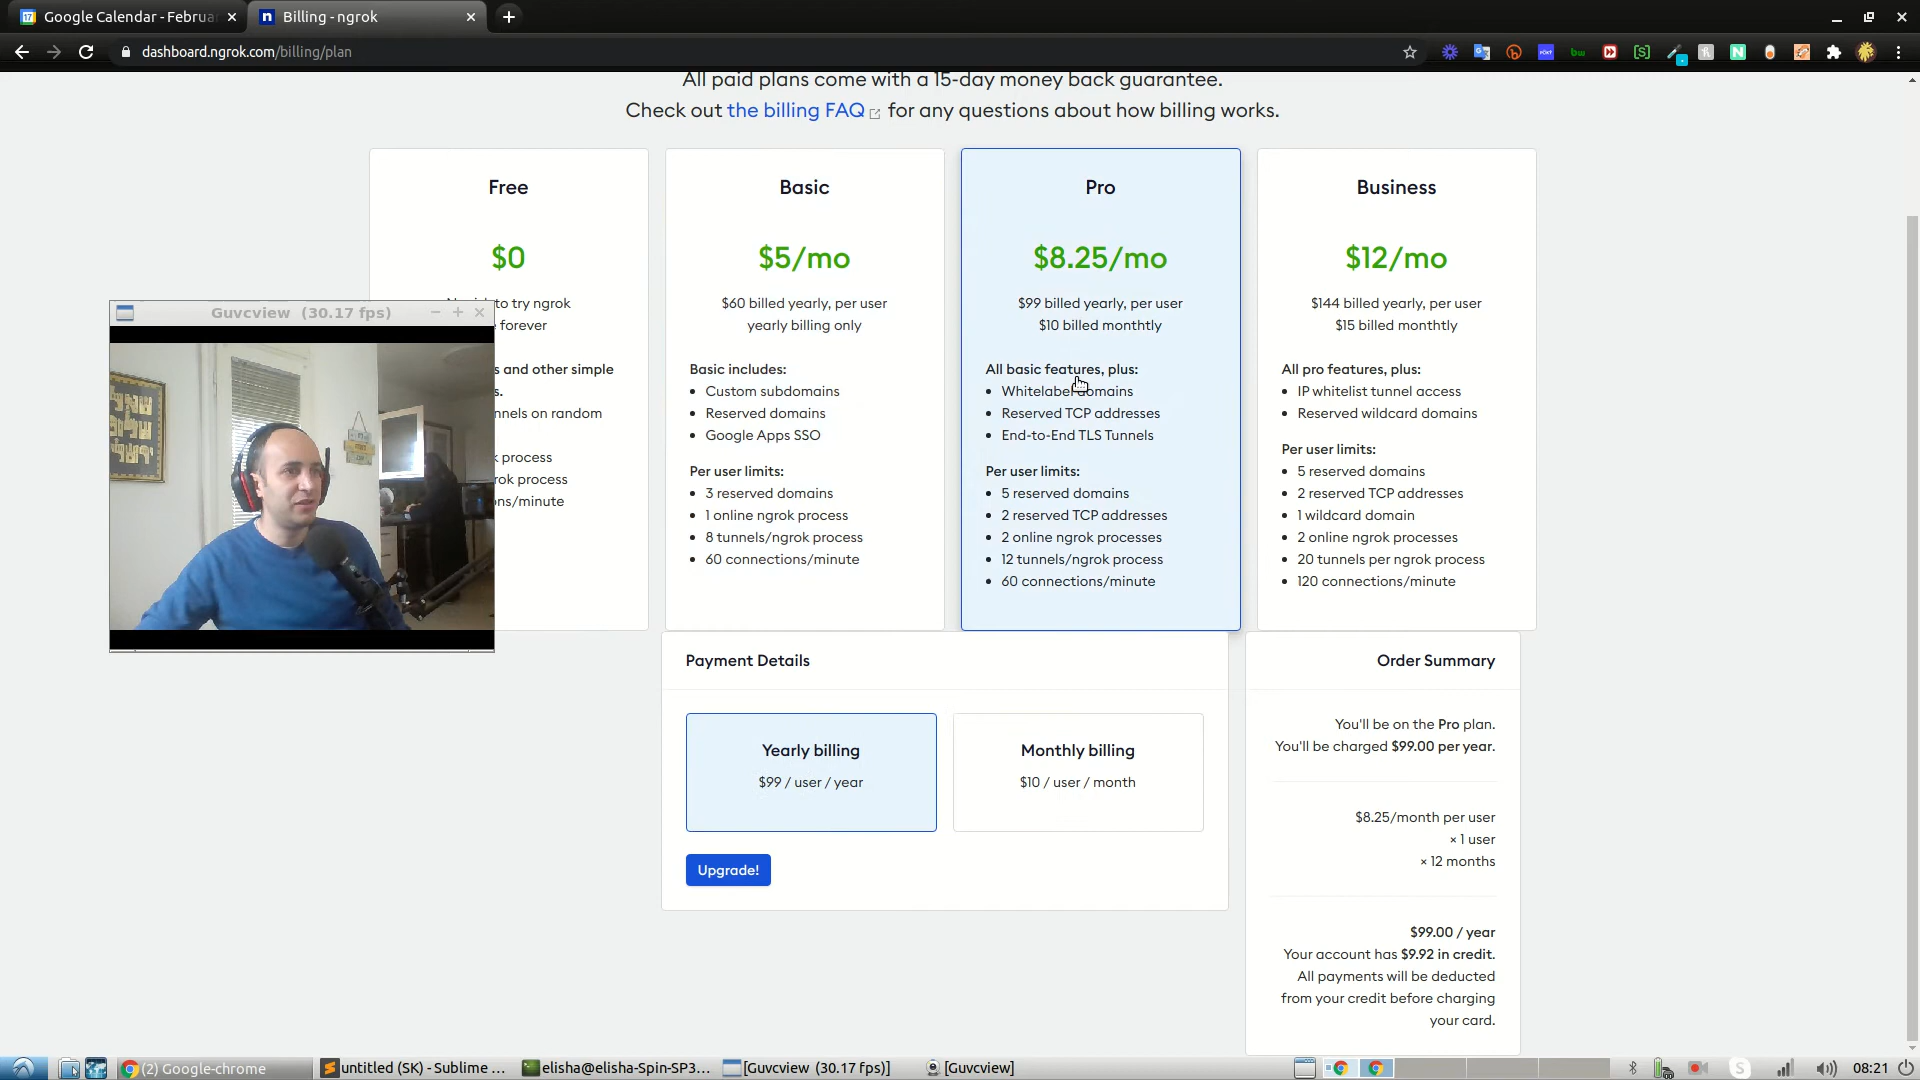 Google Calendar - Februa
Billing - ngrok
dashboard.ngrok.com/billing/plan
All paid plans come with a 15-day money back guarantee.
Check out the billing FAQ for any questions about how billing works.
Free
$0
to try ngrok
forever
s and other simple
s.
nnels on random
k process
rok process
ons/minute
Basic
$5/mo
$60 billed yearly, per user
yearly billing only
Basic includes:
Custom subdomains
Reserved domains
Google Apps SSO
Per user limits:
3 reserved domains
1 online ngrok process
8 tunnels/ngrok process
60 connections/minute
Pro
$8.25/mo
$99 billed yearly, per user
$10 billed monthtly
All basic features, plus:
Whitelabel domains
Reserved TCP addresses
End-to-End TLS Tunnels
Per user limits:
5 reserved domains
2 reserved TCP addresses
2 online ngrok processes
12 tunnels/ngrok process
60 connections/minute
Business
$12/mo
$144 billed yearly, per user
$15 billed monthtly
All pro features, plus:
IP whitelist tunnel access
Reserved wildcard domains
Per user limits:
5 reserved domains
2 reserved TCP addresses
1 wildcard domain
2 online ngrok processes
20 tunnels per ngrok process
120 connections/minute
Guvcview (30.17 fps)
Payment Details
Yearly billing
$99 / user / year
Monthly billing
$10 / user / month
Upgrade!
Order Summary
You'll be on the Pro plan.
You'll be charged $99.00 per year.
$8.25/month per user
× 1 user
× 12 months
$99.00 / year
Your account has $9.92 in credit.
All payments will be deducted
from your credit before charging
your card.
(2) Google-chrome
untitled (SK) - Sublime ...
elisha@elisha-Spin-SP3...
[Guvcview (30.17 fps)]
[Guvcview]
08:21